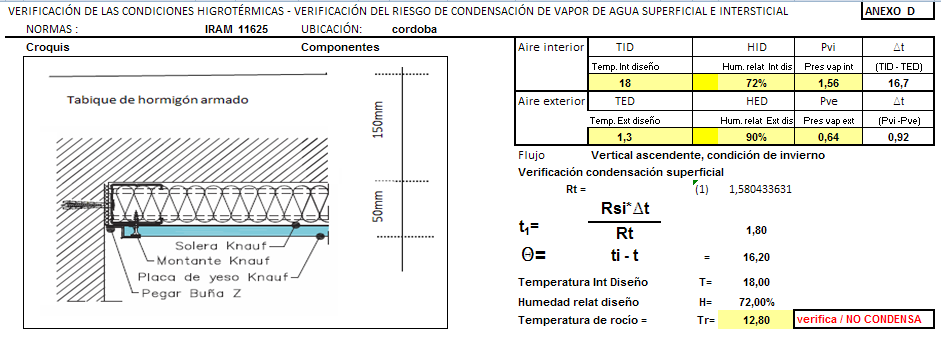 VERIFICACIÓN DE LAS CONDICIONES HIGROTÉRMICAS - VERIFICACIÓN DEL RIESGO DE CONDENSACIÓN DE VAPOR DE AGUA SUPERFICIAL E INTERSTICIAL ANEXO D
NORMAS : IRAM 11625 UBICACIÓN: cordoba
Croquis Componentes
Tabique de hormigón armado
150mm
50mm
Solera Knauf
Montante Knauf
Placa de yeso Knauf
Pegar Buña Z
Aire interior TID HID Pvi Δt
Temp. Int diseño Hum. relat Int dis Pres vap int (TID - TED)
18 72% 1,56 16,7
Aire exterior TED HED Pve Δt
Temp. Ext diseño Hum. relat Ext dis Pres vap ext (Pvi -Pve)
1,3 90% 0,64 0,92
Flujo Vertical ascendente, condición de invierno
Verificación condensación superficial
Rt = (1) 1,580433631
t1= Rsi*Δt
Rt 1,80
Θ= ti - t = 16,20
Temperatura Int Diseño T= 18,00
Humedad relat diseño H= 72,00%
Temperatura de rocío = Tr= 12,80 verifica / NO CONDENSA